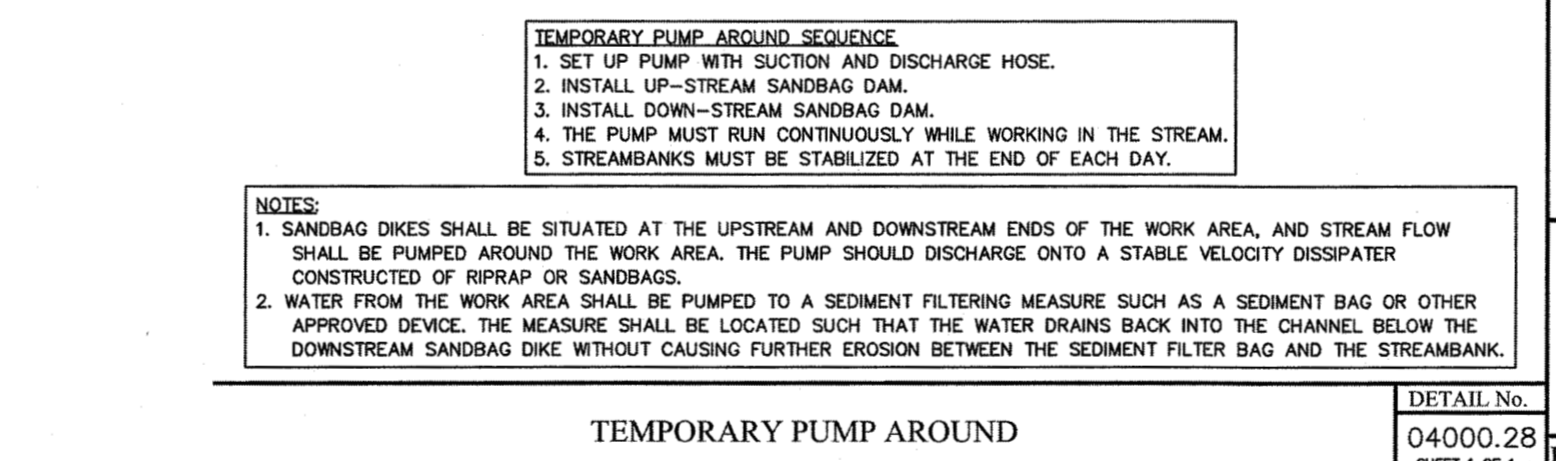 TEMPORARY PUMP AROUND SEQUENCE
1. SET UP PUMP WITH SUCTION AND DISCHARGE HOSE.
2. INSTALL UP-STREAM SANDBAG DAM.
3. INSTALL DOWN-STREAM SANDBAG DAM.
4. THE PUMP MUST RUN CONTINUOUSLY WHILE WORKING IN THE STREAM.
5. STREAMBANKS MUST BE STABILIZED AT THE END OF EACH DAY.
NOTES:
1. SANDBAG DIKES SHALL BE SITUATED AT THE UPSTREAM AND DOWNSTREAM ENDS OF THE WORK AREA, AND STREAM FLOW
SHALL BE PUMPED AROUND THE WORK AREA. THE PUMP SHOULD DISCHARGE ONTO A STABLE VELOCITY DISSIPATER
CONSTRUCTED OF RIPRAP OR SANDBAGS.
2. WATER FROM THE WORK AREA SHALL BE PUMPED TO A SEDIMENT FILTERING MEASURE SUCH AS A SEDIMENT BAG OR OTHER
APPROVED DEVICE. THE MEASURE SHALL BE LOCATED SUCH THAT THE WATER DRAINS BACK INTO THE CHANNEL BELOW THE
DOWNSTREAM SANDBAG DIKE WITHOUT CAUSING FURTHER EROSION BETWEEN THE SEDIMENT FILTER BAG AND THE STREAMBANK.
DETAIL No.
TEMPORARY PUMP AROUND
04000.28